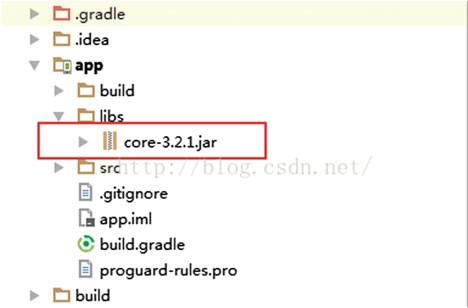 .gradle
.idea
app
build
libs
core-3.2.1.jar
http://blog.csdn.net/
src
.gitignore
app.iml
build.gradle
proguard-rules.pro
build